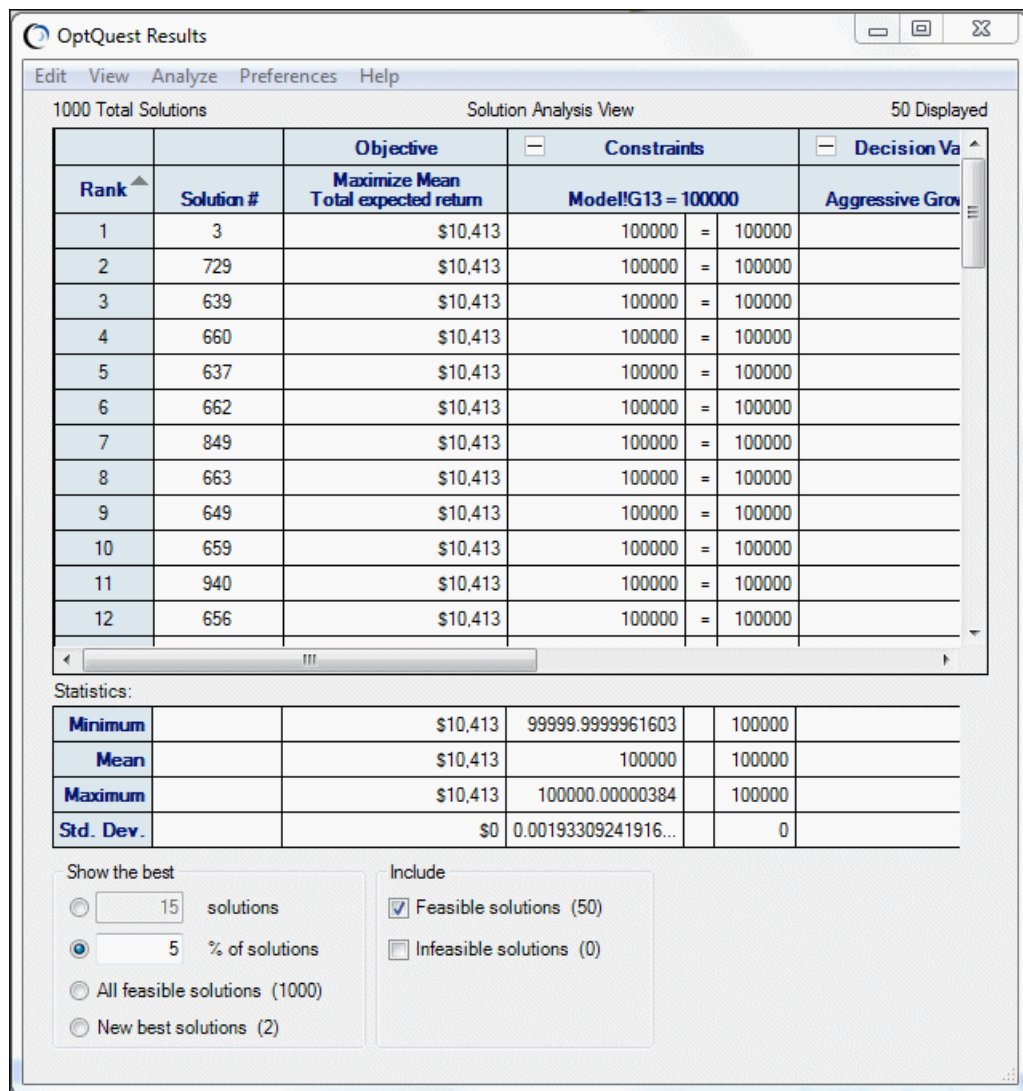 OptQuest Results
Edit View Analyze Preferences Help
1000 Total Solutions Solution Analysis View 50 Displayed
Objective Constraints Decision Va
Rank Solution # Maximize Mean Total expected return Model!G13 = 100000 Aggressive Grow
1 3 $10,413 100000 = 100000
2 729 $10,413 100000 = 100000
3 639 $10,413 100000 = 100000
4 660 $10,413 100000 = 100000
5 637 $10,413 100000 = 100000
6 662 $10,413 100000 = 100000
7 849 $10,413 100000 = 100000
8 663 $10,413 100000 = 100000
9 649 $10,413 100000 = 100000
10 659 $10,413 100000 = 100000
11 940 $10,413 100000 = 100000
12 656 $10,413 100000 = 100000
Statistics:
Minimum $10,413 99999.9999961603 100000
Mean $10,413 100000 100000
Maximum $10,413 100000.00000384 100000
Std. Dev. $0 0.00193309241916... 0
Show the best Include
15 solutions Feasible solutions (50)
5 % of solutions Infeasible solutions (0)
All feasible solutions (1000)
New best solutions (2)